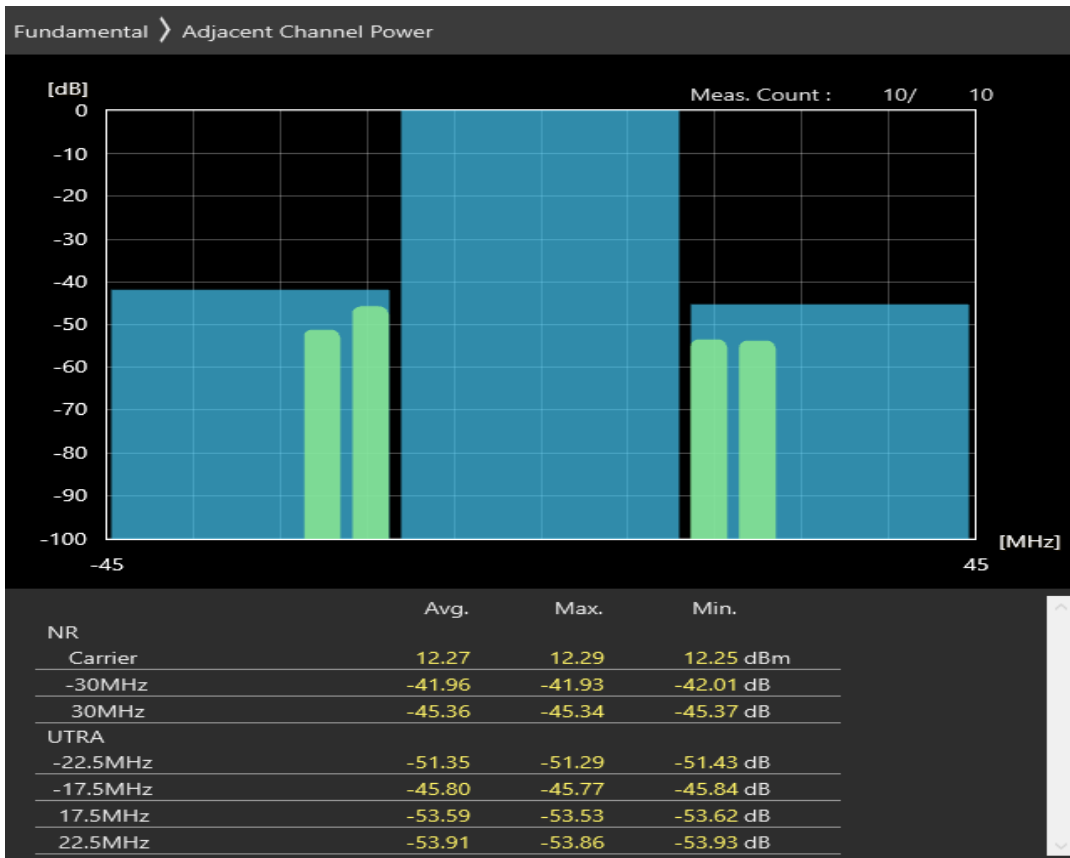 Fundamental 〉 Adjacent Channel Power
[dB]
Meas. Count : 10/ 10
0
-10
-20
-30
-40
-50
-60
-70
-80
-90
-100
[MHz]
-45 45
Avg. Max. Min.
NR
Carrier 12.27 12.29 12.25 dBm
-30MHz -41.96 -41.93 -42.01 dB
30MHz -45.36 -45.34 -45.37 dB
UTRA
-22.5MHz -51.35 -51.29 -51.43 dB
-17.5MHz -45.80 -45.77 -45.84 dB
17.5MHz -53.59 -53.53 -53.62 dB
22.5MHz -53.91 -53.86 -53.93 dB